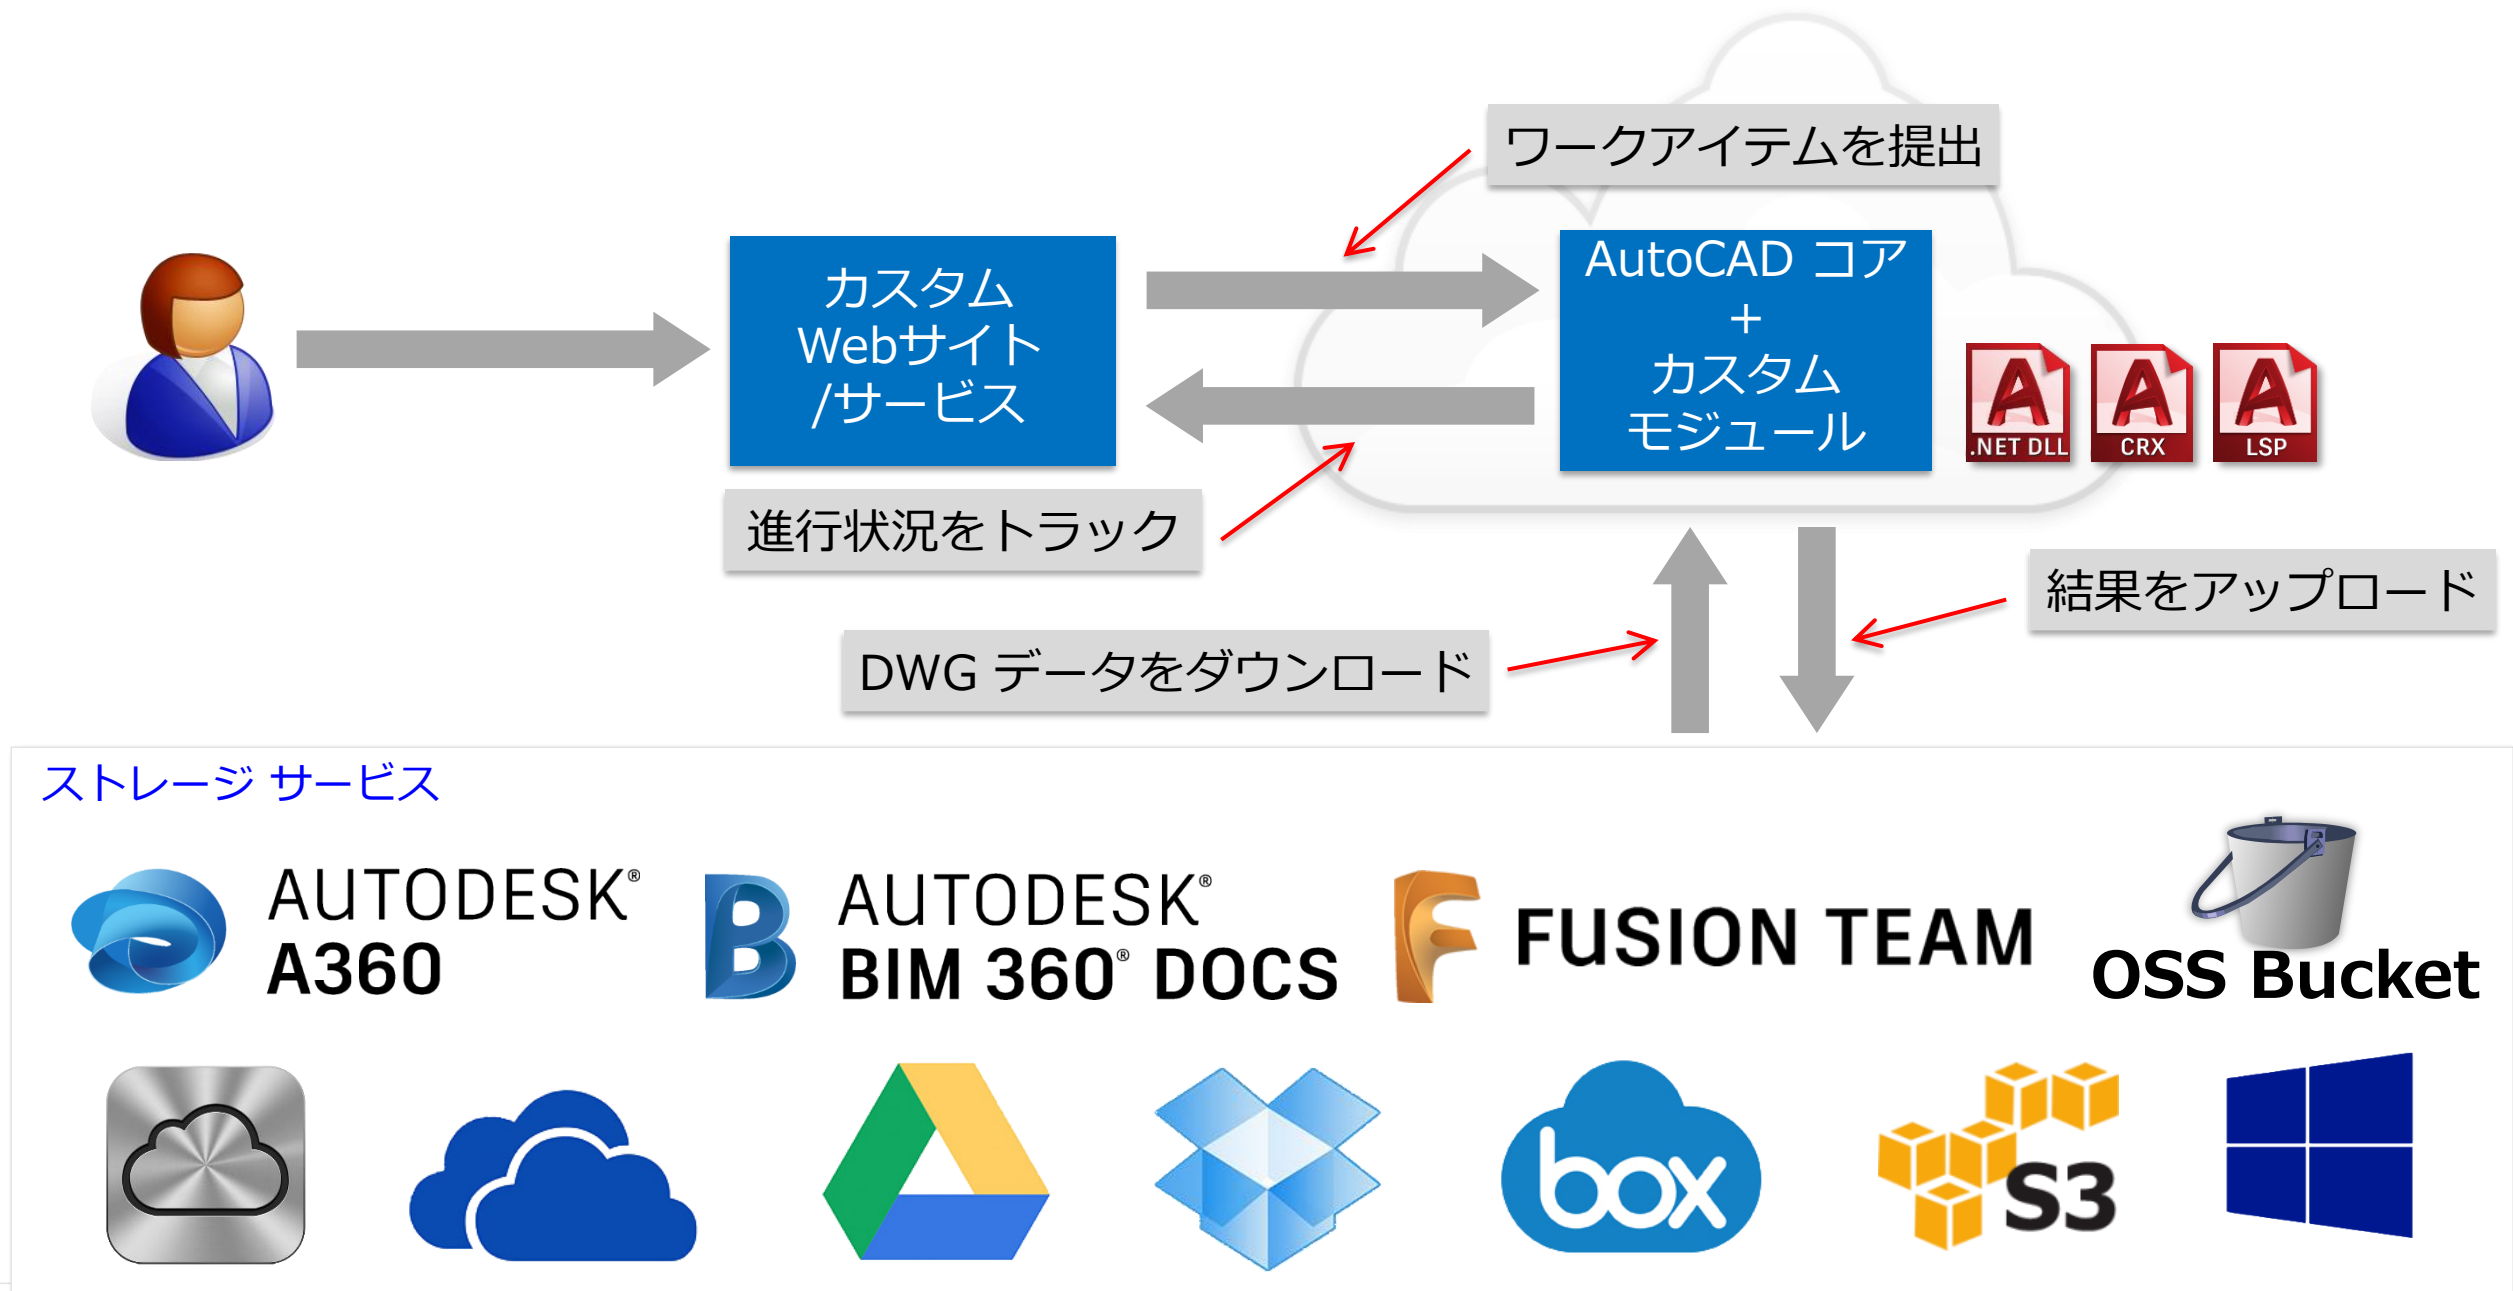 ワークアイテムを提出
カスタム
Webサイト
/サービス
AutoCAD コア
+
カスタム
モジュール
.NET DLL
CRX
LSP
進行状況をトラック
結果をアップロード
DWG データをダウンロード
ストレージ サービス
AUTODESK®
A360
AUTODESK®
BIM 360® DOCS
FUSION TEAM
OSS Bucket
box
S3